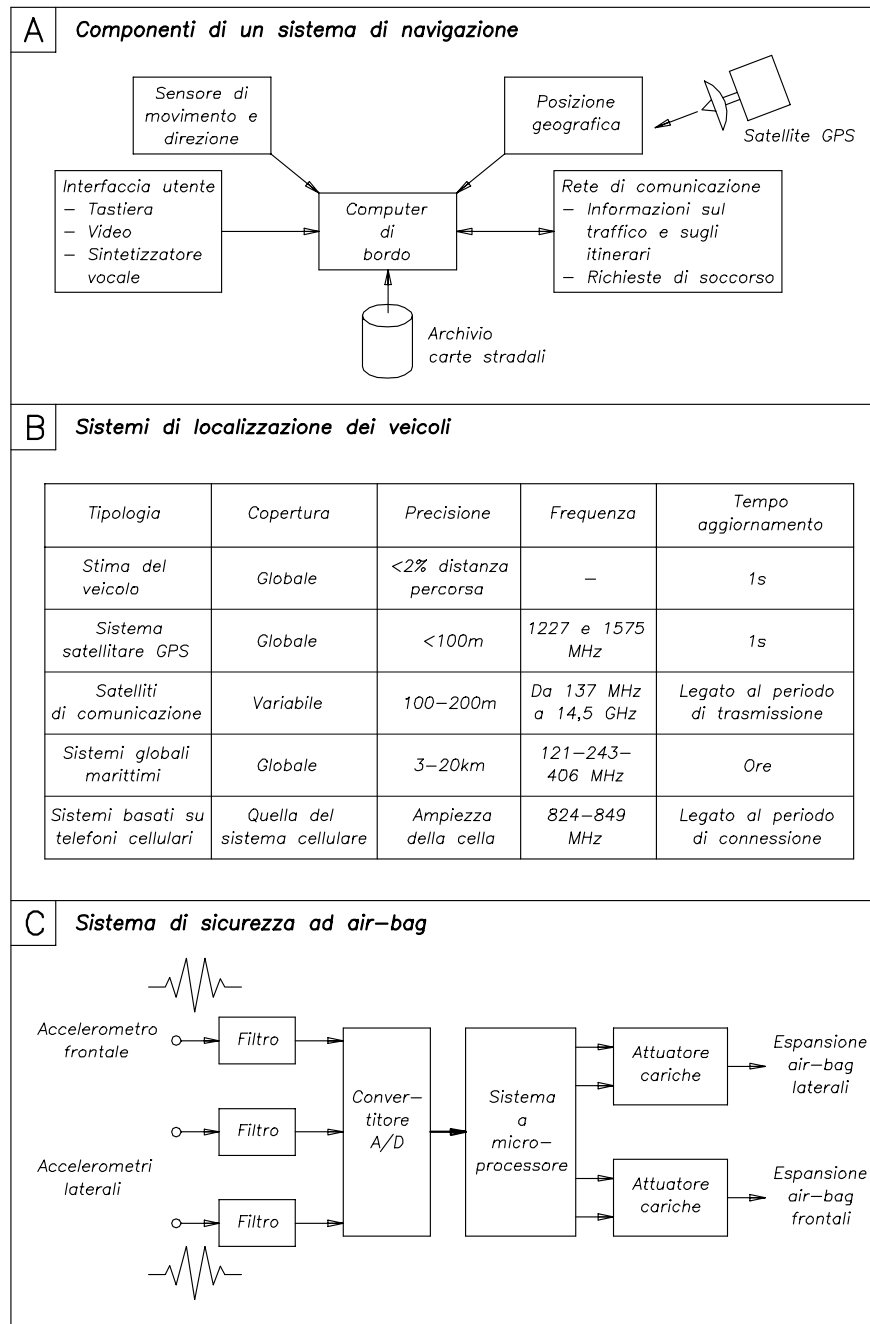 A Componenti di un sistema di navigazione
Sensore di
movimento e
direzione
Posizione
geografica
Satellite GPS
Interfaccia utente
– Tastiera
– Video
– Sintetizzatore
vocale
Computer
di
bordo
Rete di comunicazione
– Informazioni sul
traffico e sugli
itinerari
– Richieste di soccorso
Archivio
carte stradali
B Sistemi di localizzazione dei veicoli
Tipologia
Copertura
Precisione
Frequenza
Tempo
aggiornamento
Stima del
veicolo
Globale
<2% distanza
percorsa
–
1s
Sistema
satellitare GPS
Globale
<100m
1227 e 1575
MHz
1s
Satelliti
di comunicazione
Variabile
100–200m
Da 137 MHz
a 14,5 GHz
Legato al periodo
di trasmissione
Sistemi globali
marittimi
Globale
3–20km
121–243–
406 MHz
Ore
Sistemi basati su
telefoni cellulari
Quella del
sistema cellulare
Ampiezza
della cella
824–849
MHz
Legato al periodo
di connessione
C Sistema di sicurezza ad air–bag
Accelerometro
frontale
Filtro
Accelerometri
laterali
Filtro
Filtro
Conver–
titore
A/D
Sistema
a
micro–
processore
Attuatore
cariche
Espansione
air–bag
laterali
Attuatore
cariche
Espansione
air–bag
frontali